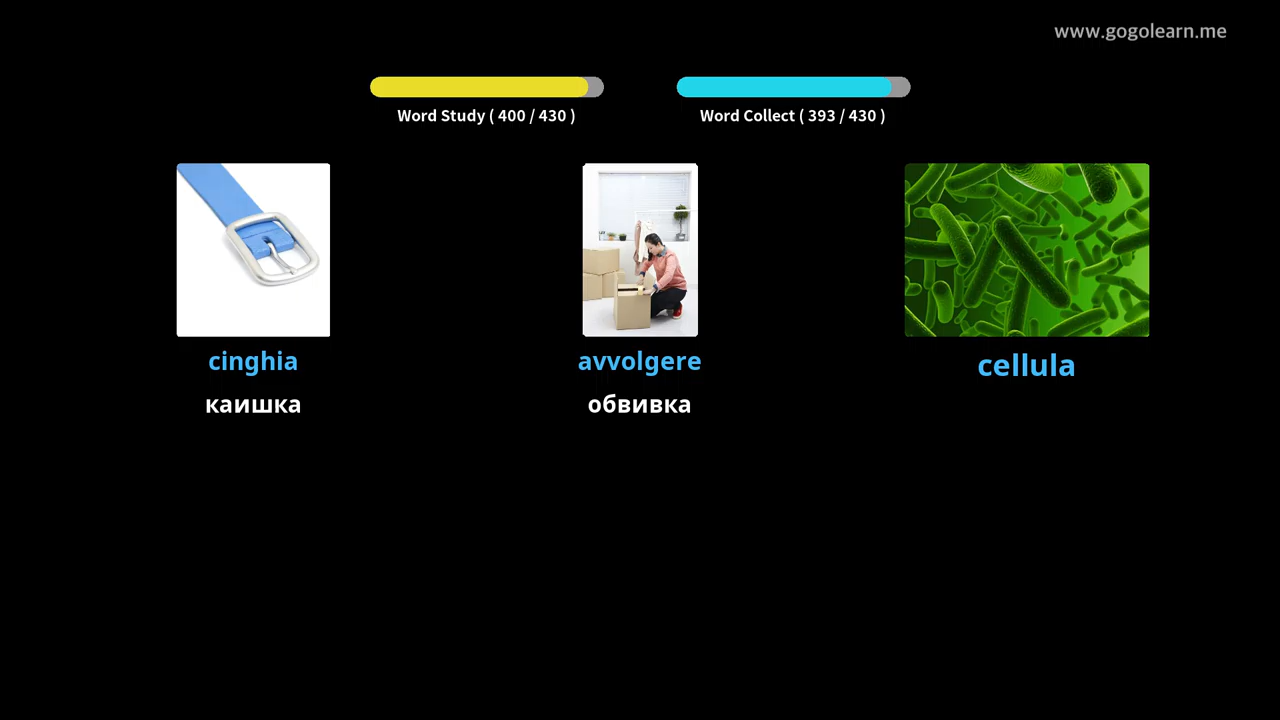 www.gogolearn.me
Word Study ( 400 / 430 )
Word Collect ( 393 / 430 )
cinghia
avvolgere
cellula
каишка
обвивка